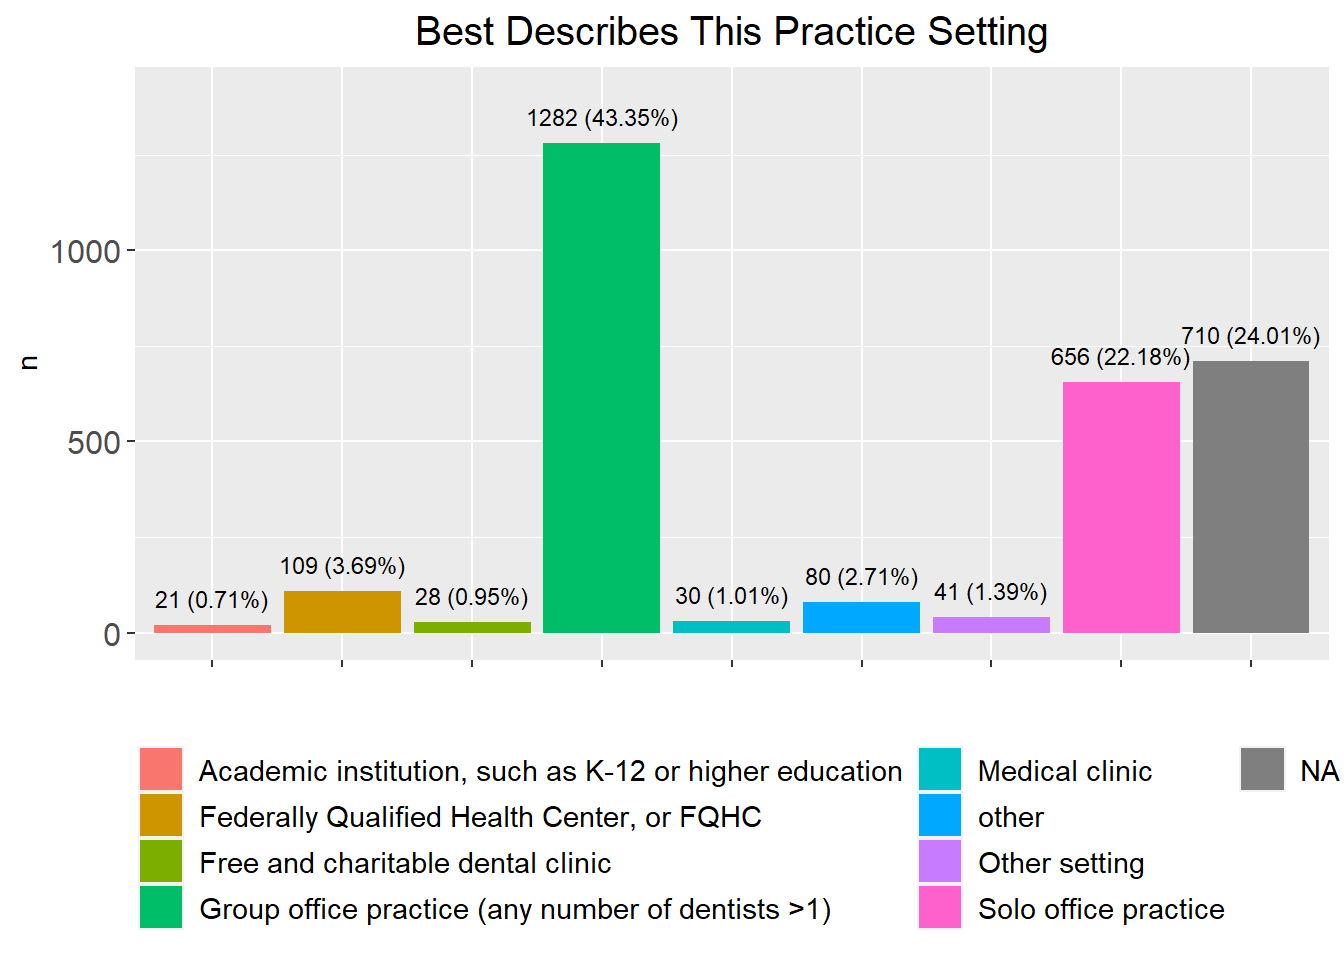 Best Describes This Practice Setting
1282 (43.35%)
710 (24.01%)
656 (22.18%)
109 (3.69%)
80 (2.71%)
41 (1.39%)
30 (1.01%)
28 (0.95%)
21 (0.71%)
n
1000
500
0
Academic institution, such as K-12 or higher education
Federally Qualified Health Center, or FQHC
Free and charitable dental clinic
Group office practice (any number of dentists >1)
Medical clinic
other
Other setting
Solo office practice
NA